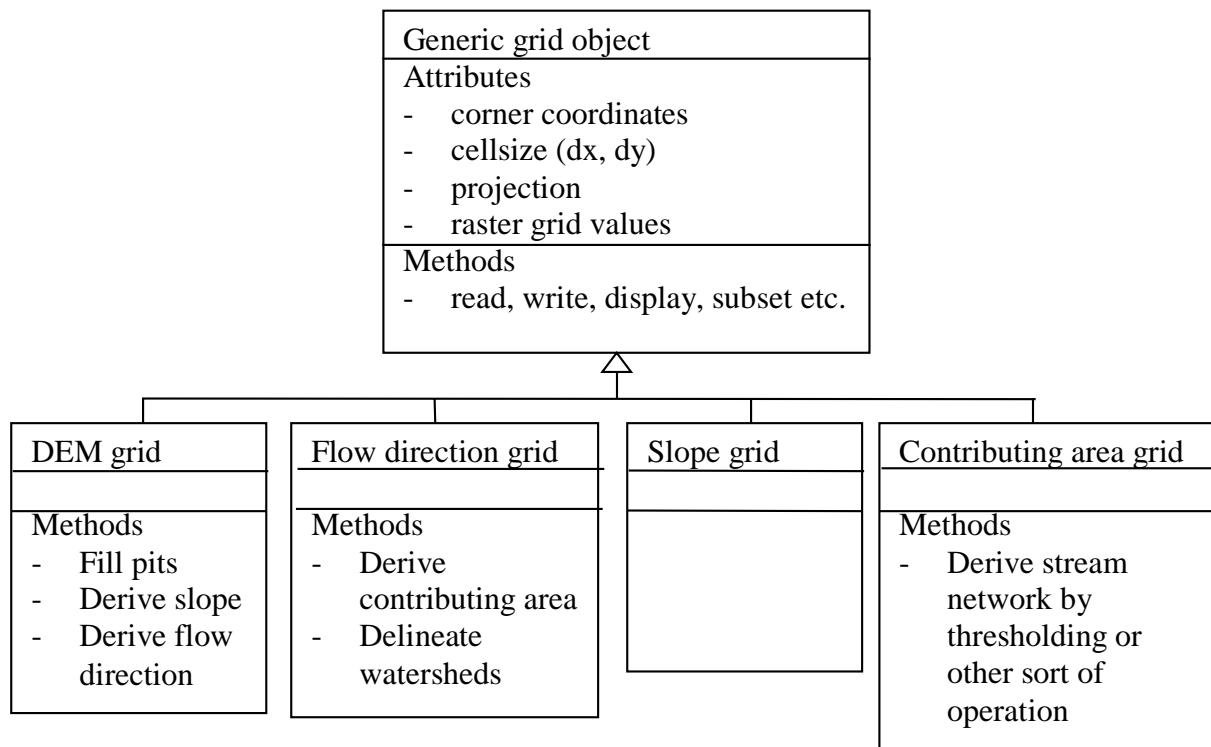 Generic grid object
Attributes
- corner coordinates
- cellsize (dx, dy)
- projection
- raster grid values
Methods
- read, write, display, subset etc.
DEM grid
Methods
- Fill pits
- Derive slope
- Derive flow
direction
Flow direction grid
Methods
- Derive
contributing area
- Delineate
watersheds
Slope grid
Contributing area grid
Methods
- Derive stream
network by
thresholding or
other sort of
operation